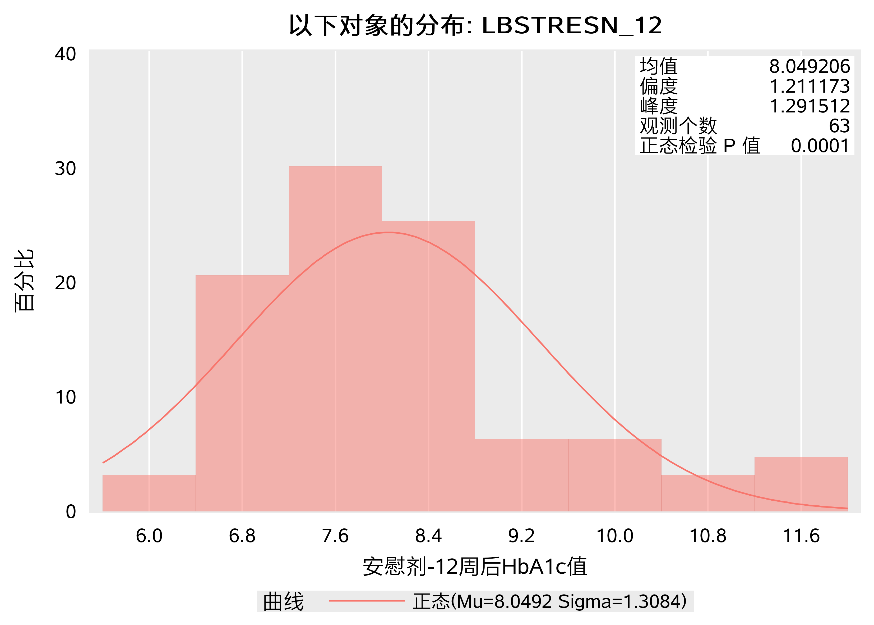 以下对象的分布: LBSTRESN_12
均值 8.049206
偏度 1.211173
峰度 1.291512
观测个数 63
正态检验 P 值 0.0001
百分比
40
30
20
10
0
6.0 6.8 7.6 8.4 9.2 10.0 10.8 11.6
安慰剂-12周后HbA1c值
曲线 正态(Mu=8.0492 Sigma=1.3084)